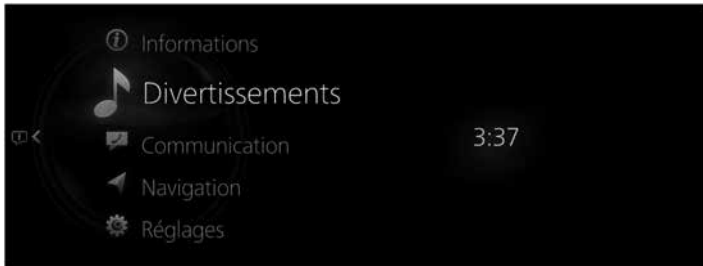 Informations
Divertissements
Communication
3:37
Navigation
Réglages